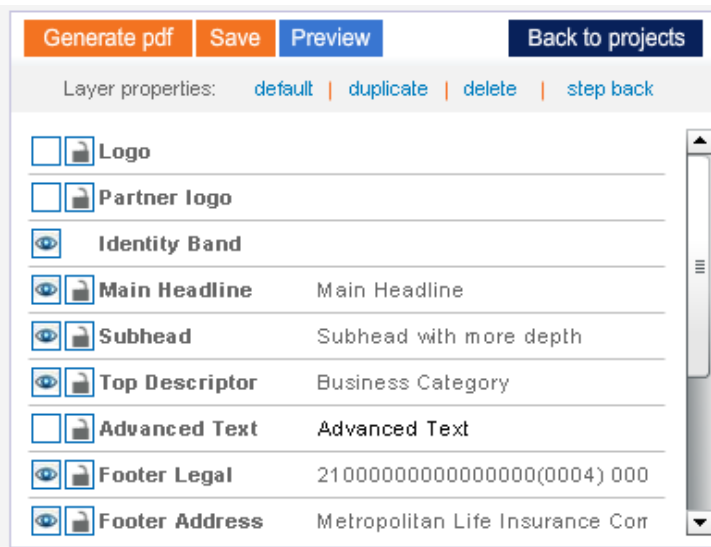 Generate pdf Save Preview Back to projects
Layer properties: default | duplicate | delete | step back
Logo
Partner logo
Identity Band
Main Headline Main Headline
Subhead Subhead with more depth
Top Descriptor Business Category
Advanced Text Advanced Text
Footer Legal 21000000000000000(0004) 000
Footer Address Metropolitan Life Insurance